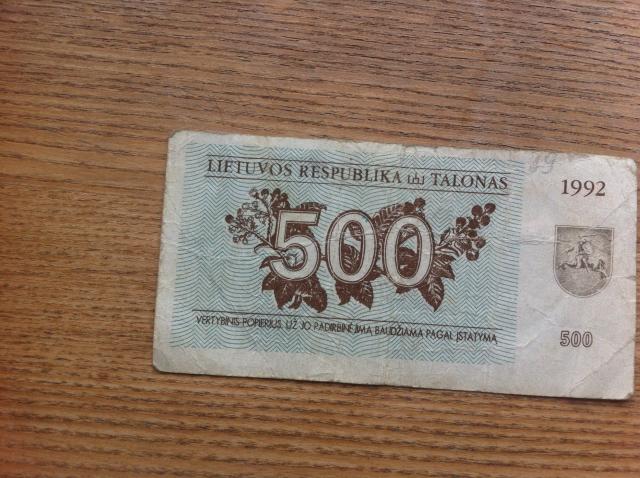 LIETUVOS RESPUBLIKA TALONAS
1992
500
VERTYBINIS POPIERIUS. UŽ JO PADIRBINĖJIMĄ BAUDŽIAMA PAGAL ĮSTATYMĄ
500